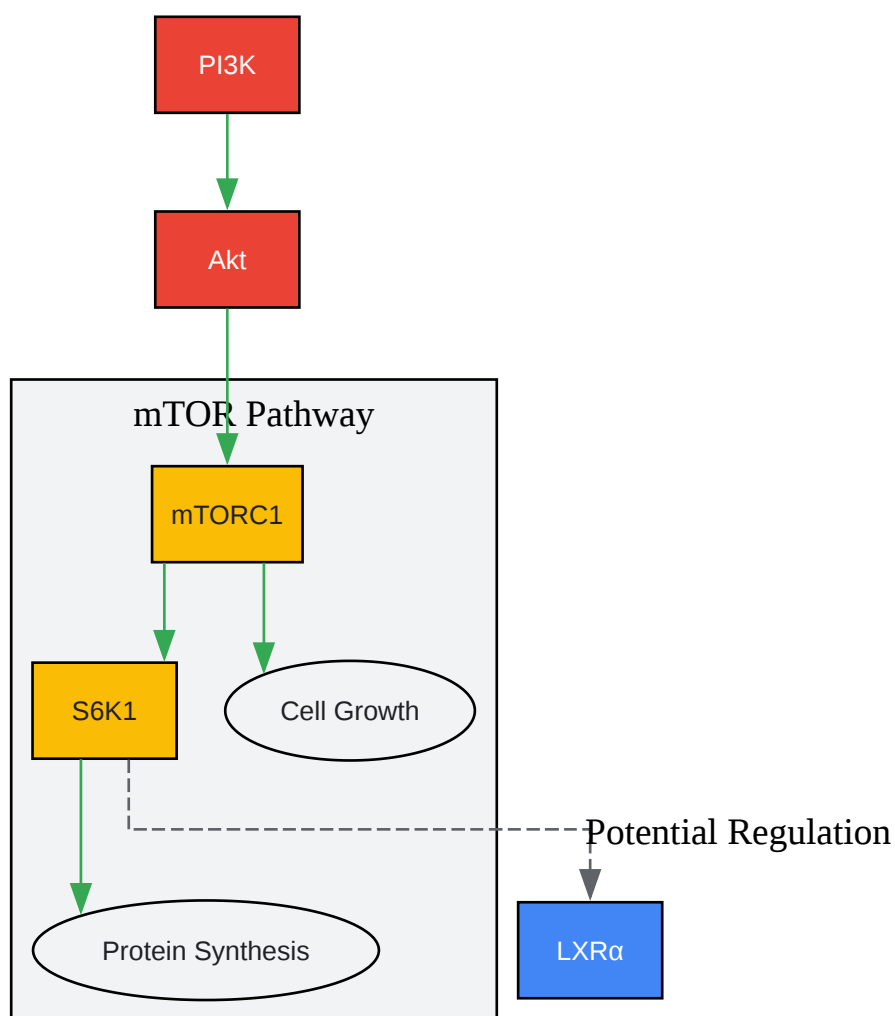 PI3K
Akt
mTOR Pathway
mTORC1
S6K1
Cell Growth
Potential Regulation
Protein Synthesis
LXRα